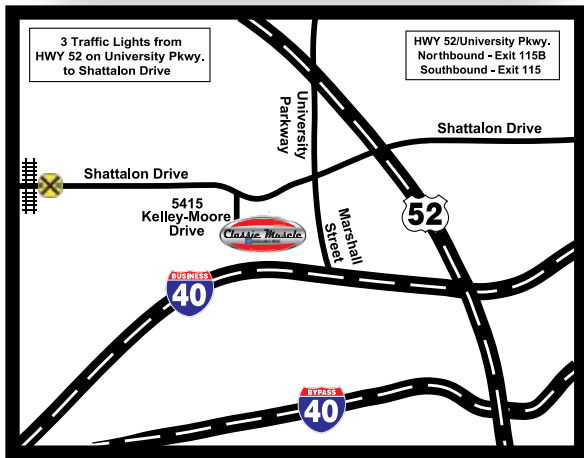 3 Traffic Lights from
HWY 52 on University Pkwy.
to Shattalon Drive
HWY 52/University Pkwy.
Northbound - Exit 115B
Southbound - Exit 115
University
Parkway
Shattalon Drive
Shattalon Drive
5415
Kelley-Moore
Drive
Classic Muscle
Marshall
Street
52
BUSINESS
40
BYPASS
40